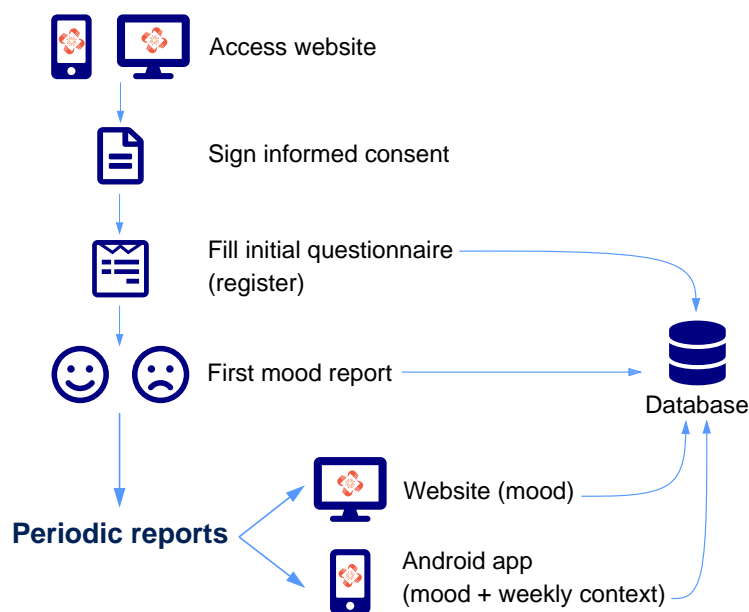 Access website
Sign informed consent
Fill initial questionnaire
(register)
First mood report
Database
Website (mood)
Periodic reports
Android app
(mood + weekly context)